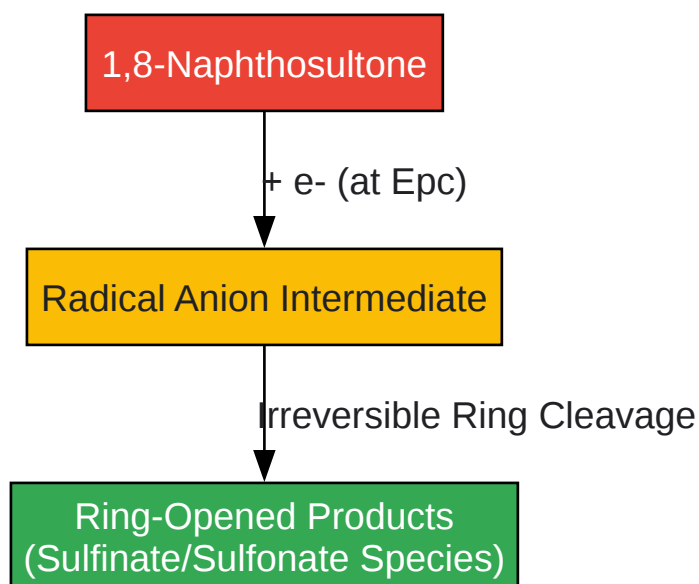 1,8-Naphthosultone
+ e- (at Epc)
Radical Anion Intermediate
Irreversible Ring Cleavage
Ring-Opened Products
(Sulfinate/Sulfonate Species)